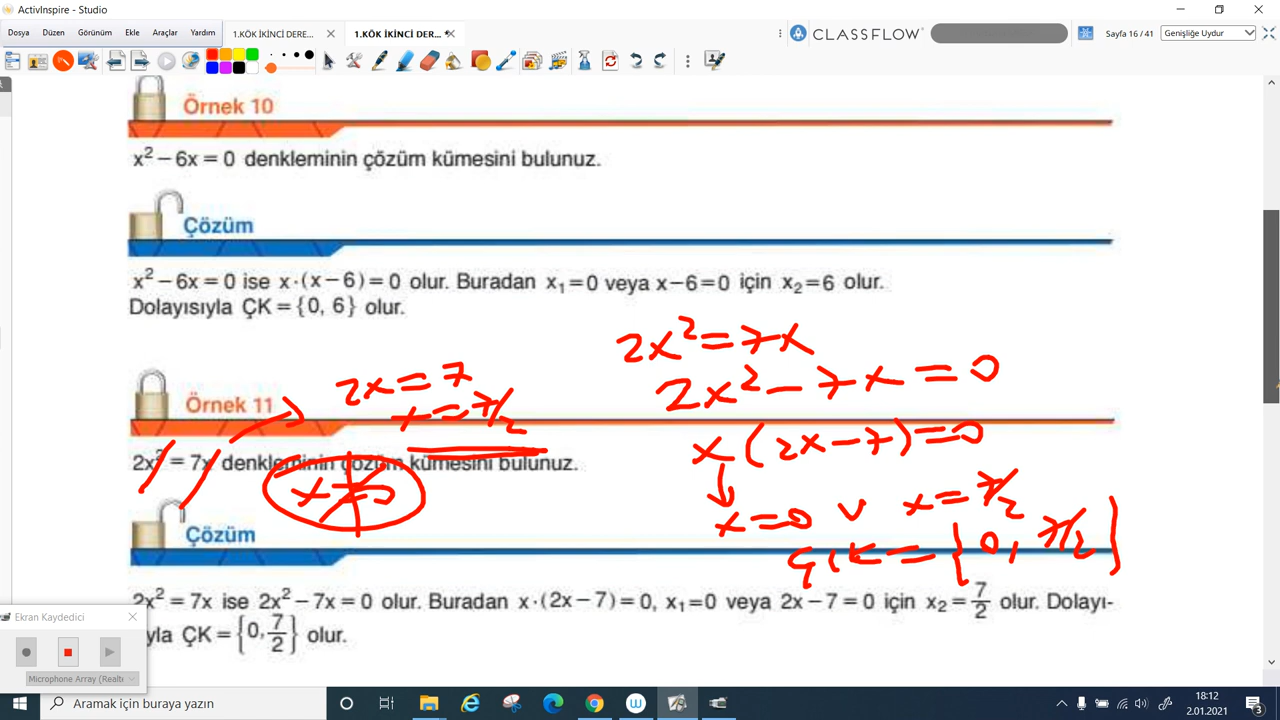 ActivInspire - Studio
Dosya Düzen Görünüm Ekle Araçlar Yardım
1.KÖK İKİNCİ DERE...
1.KÖK İKİNCİ DER...
CLASSFLOW
Sayfa 16 / 41
Genişliğe Uydur
Örnek 10
x² − 6x = 0 denkleminin çözüm kümesini bulunuz.
Çözüm
x² − 6x = 0 ise x·(x − 6) = 0 olur. Buradan x₁ = 0 veya x − 6 = 0 için x₂ = 6 olur.
Dolayısıyla ÇK = {0, 6} olur.
2x² = 7x
2x² − 7x = 0
x(2x − 7) = 0
x = 0 v x = 7/2
Ç.K = {0, 7/2}
2x = 7
x = 7/2
Örnek 11
2x² = 7x denkleminin çözüm kümesini bulunuz.
x ≠ 0
Çözüm
2x² = 7x ise 2x² − 7x = 0 olur. Buradan x·(2x − 7) = 0, x₁ = 0 veya 2x − 7 = 0 için x₂ = 7/2 olur. Dolayı-
yla ÇK = {0, 7/2} olur.
Ekran Kaydedici
Microphone Array (Realte
Aramak için buraya yazın
18:12
2.01.2021
3